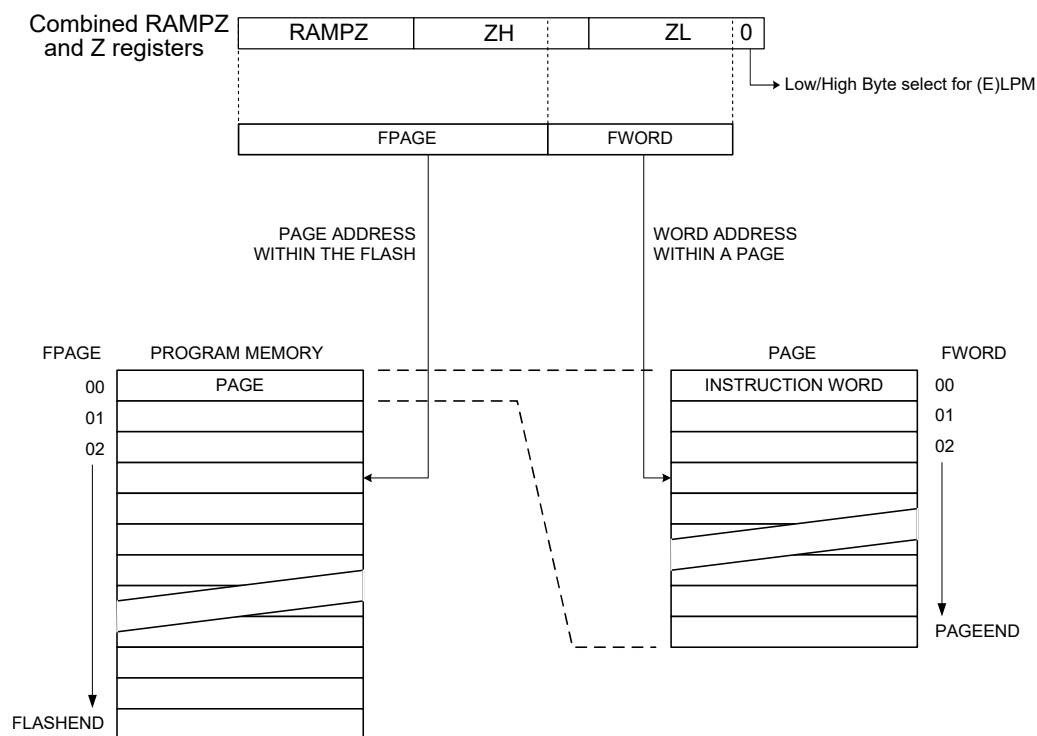 Combined RAMPZ
and Z registers
RAMPZ ZH ZL 0
Low/High Byte select for (E)LPM
FPAGE FWORD
PAGE ADDRESS
WITHIN THE FLASH
WORD ADDRESS
WITHIN A PAGE
FPAGE PROGRAM MEMORY PAGE FWORD
00 PAGE INSTRUCTION WORD 00
01 01
02 02
PAGEEND
FLASHEND